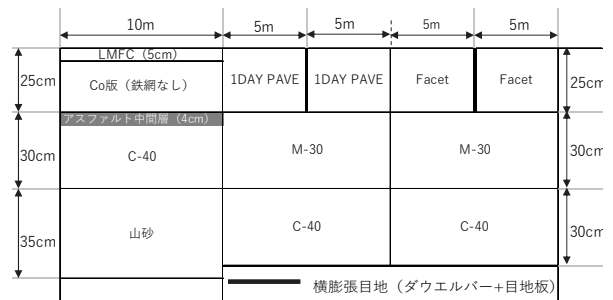 10m 5m 5m 5m 5m
LMFC（5cm）
25cm Co版（鉄網なし） 1DAY PAVE 1DAY PAVE Facet Facet 25cm
アスファルト中間層（4cm）
30cm C-40 M-30 M-30 30cm
35cm 山砂 C-40 C-40 30cm
横膨張目地（ダウエルバー+目地板）